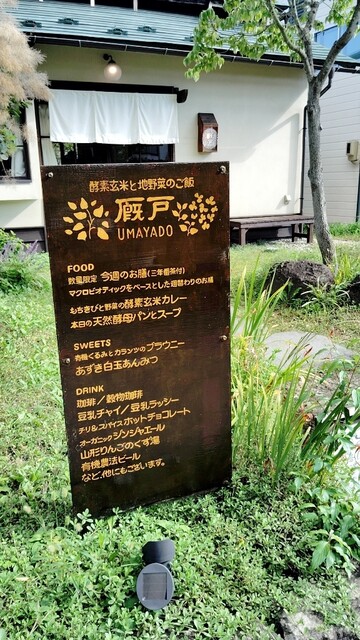 酵素玄米と地野菜のご飯
厩戸
UMAYADO
FOOD
数量限定 今週のお膳(三年番茶付)
マクロビオティックをベースとした週替わりのお膳
もちきびと野菜の酵素玄米カレー
本日の天然酵母パンとスープ
SWEETS
有機くるみとカランツのブラウニー
あずき白玉あんみつ
DRINK
珈琲/穀物珈琲
豆乳チャイ/豆乳ラッシー
チリ&スパイスホットチョコレート
オーガニックジンジャエール
山形りんごのくず湯
有機農法ビール
など、他にもございます。